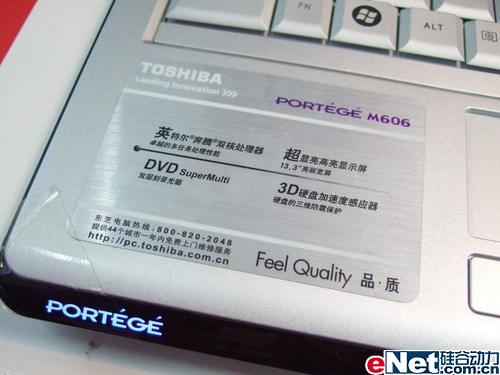 FN
ALT
TOSHIBA
Leading Innovation >>>
PORTÉGÉ M606
英特尔®奔腾®双核处理器
卓越的多任务处理性能
超显亮高亮显示屏
13.3"亮丽宽屏
DVD SuperMulti
双层刻录光驱
3D硬盘加速度感应器
硬盘的三维防震保护
东芝电脑热线:800-820-2048
提供44个城市一年内免费上门维修服务
http://pc.toshiba.com.cn
Feel Quality 品·质
PORTÉGÉ
eNet硅谷动力
.com.cn